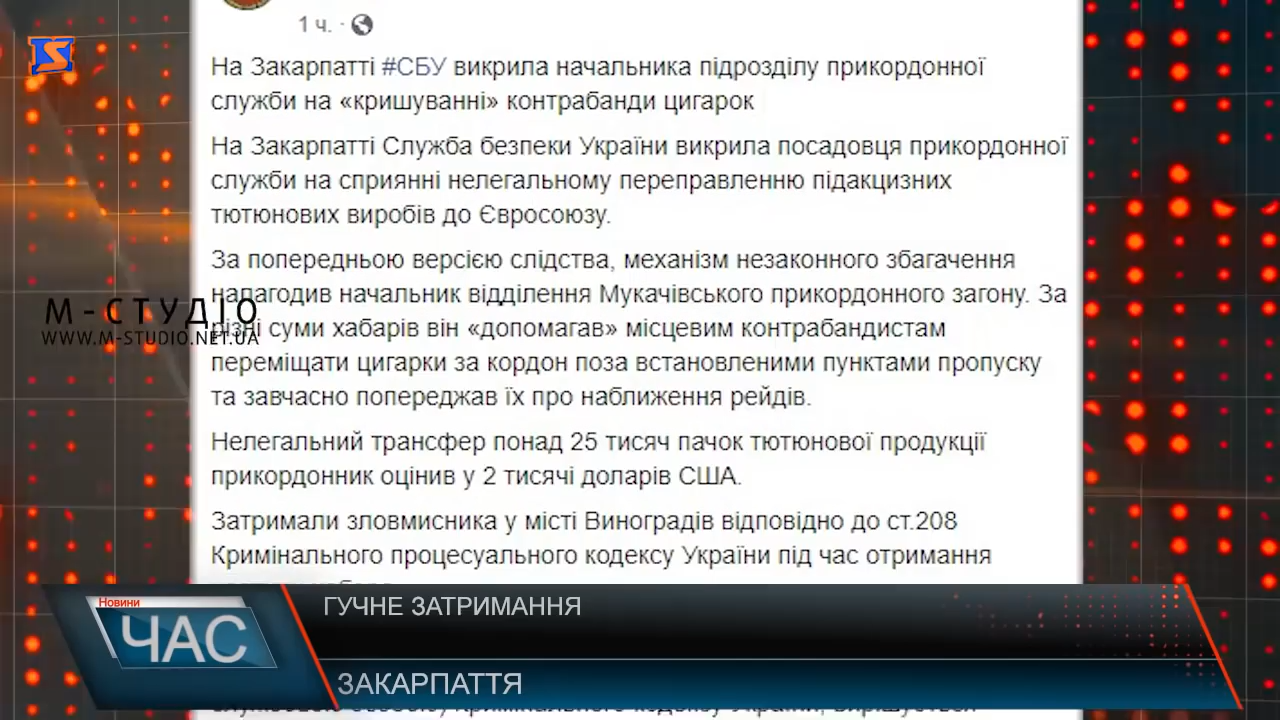 1 ч.
На Закарпатті #СБУ викрила начальника підрозділу прикордонної
служби на «кришуванні» контрабанди цигарок
На Закарпатті Служба безпеки України викрила посадовця прикордонної
служби на сприянні нелегальному переправленню підакцизних
тютюнових виробів до Євросоюзу.
За попередньою версією слідства, механізм незаконного збагачення
налагодив начальник відділення Мукачівського прикордонного загону. За
різні суми хабарів він «допомагав» місцевим контрабандистам
переміщати цигарки за кордон поза встановленими пунктами пропуску
та завчасно попереджав їх про наближення рейдів.
Нелегальний трансфер понад 25 тисяч пачок тютюнової продукції
прикордонник оцінив у 2 тисячі доларів США.
Затримали зловмисника у місті Виноградів відповідно до ст.208
Кримінального процесуального кодексу України під час отримання
М-СТУДІО
WWW.M-STUDIO.NET.UA
Новини
ЧАС
ГУЧНЕ ЗАТРИМАННЯ
ЗАКАРПАТТЯ